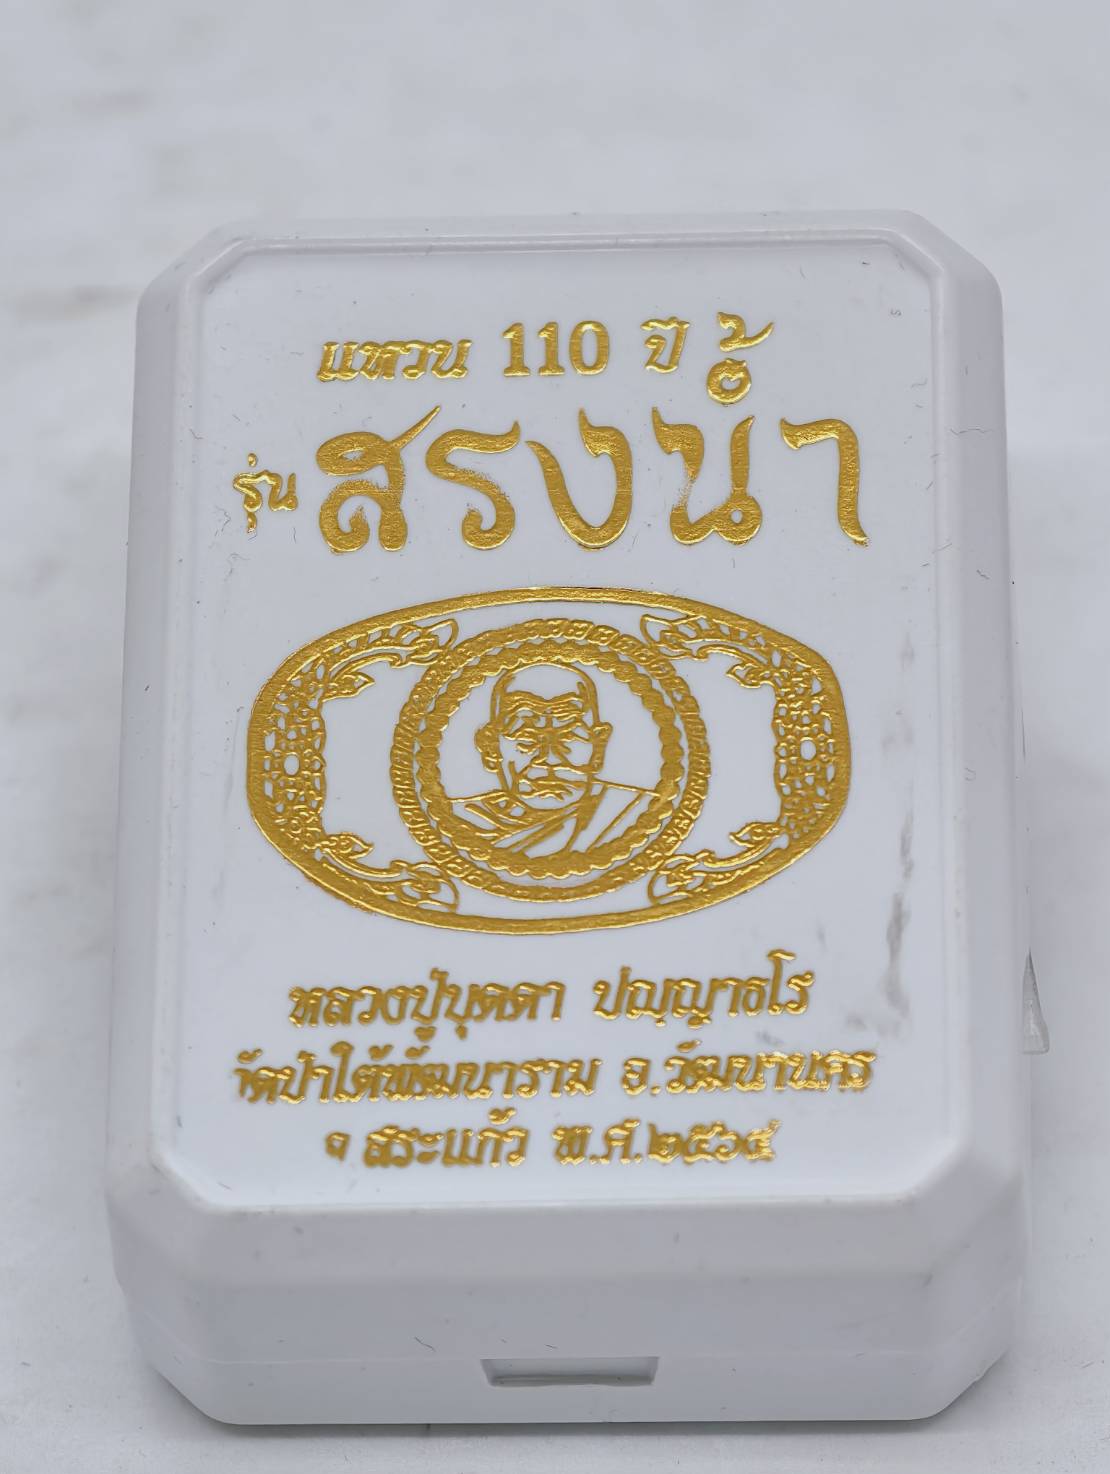 แหวน 110 ปี
รุ่น สรงน้ำ
หลวงปู่บุดดา ปญฺญาธโร
วัดป่าใต้พัฒนาราม อ.วัฒนานคร
จ สระแก้ว พ.ศ.๒๕๖๕